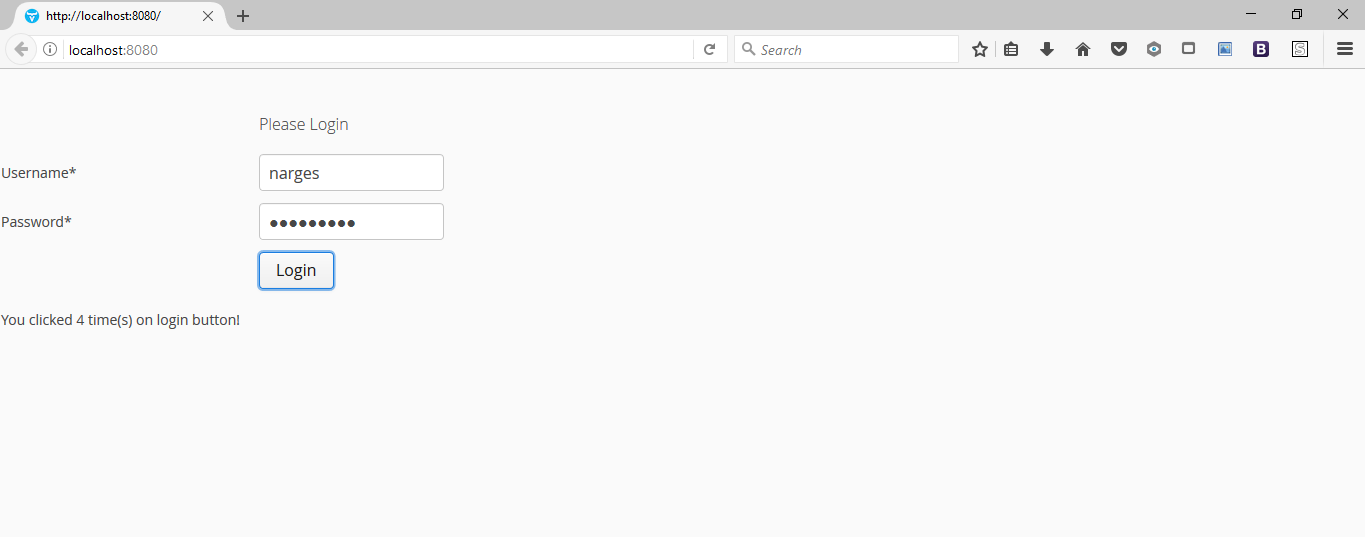 http://localhost:8080/
localhost:8080
Search
B
S
Please Login
Username*
narges
Password*
●●●●●●●●●
Login
You clicked 4 time(s) on login button!